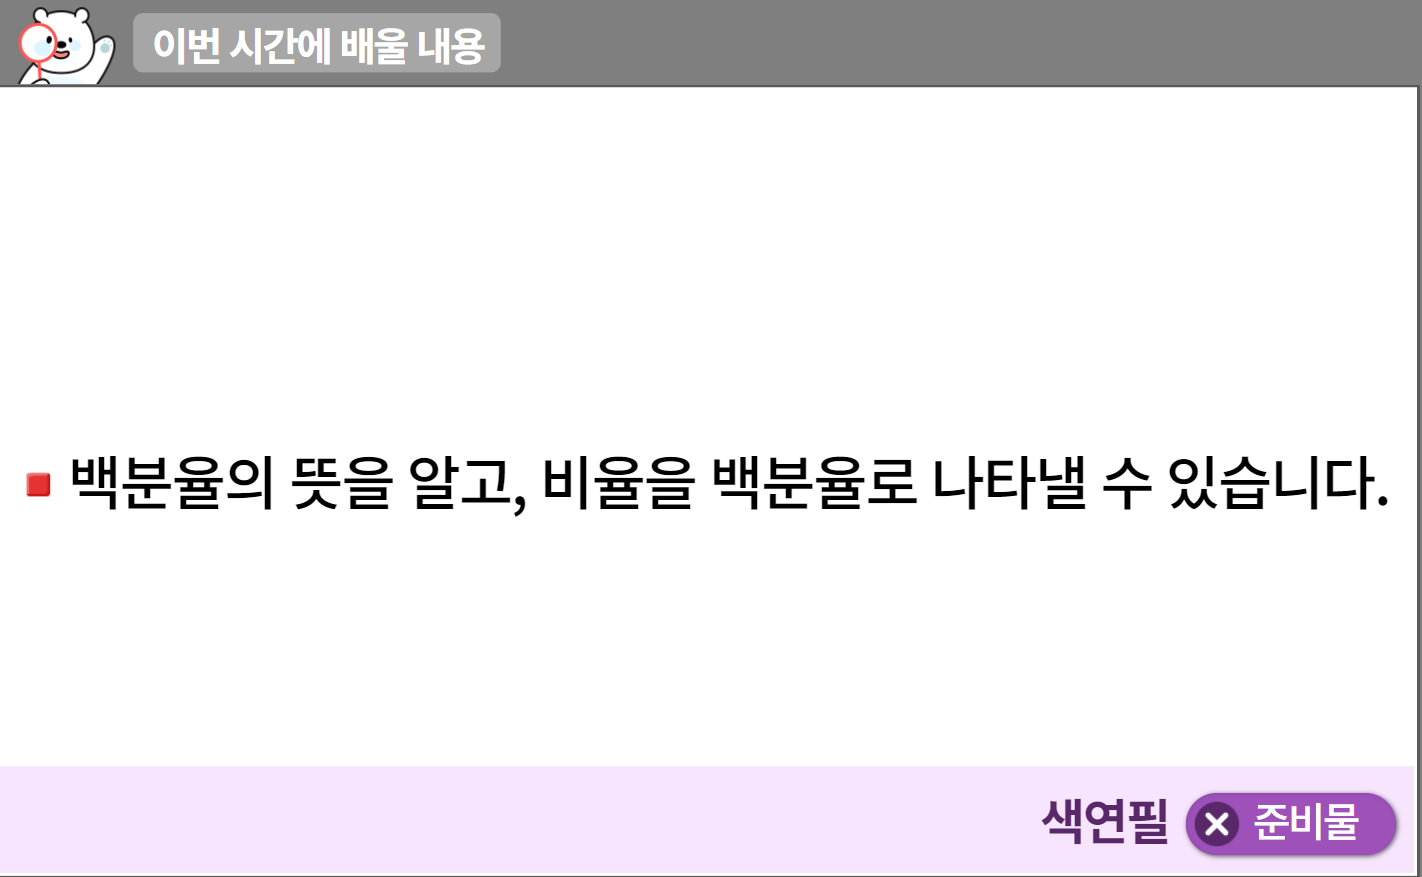 이번 시간에 배울 내용
백분율의 뜻을 알고, 비율을 백분율로 나타낼 수 있습니다.
색연필 준비물